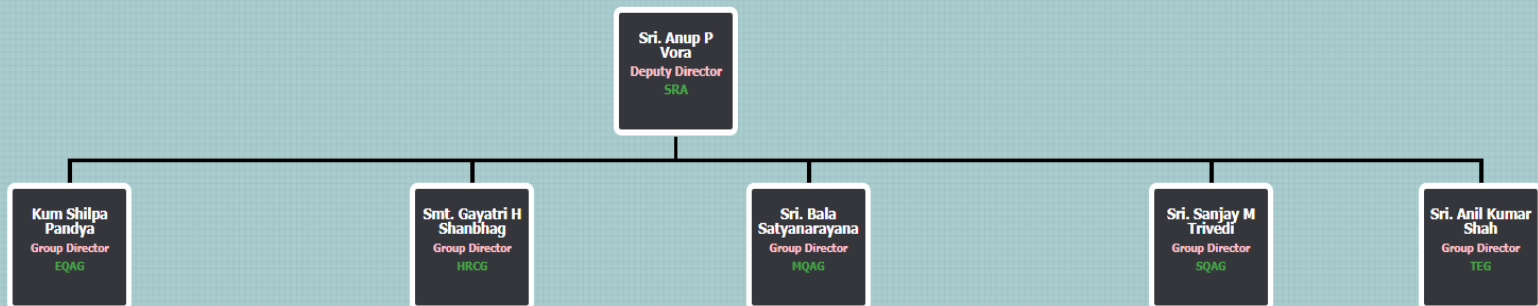 Sri. Anup P
Vora
Deputy Director
SRA
Kum Shilpa
Pandya
Group Director
EQAG
Smt. Gayatri H
Shanbhag
Group Director
HRCG
Sri. Bala
Satyanarayana
Group Director
MQAG
Sri. Sanjay M
Trivedi
Group Director
SQAG
Sri. Anil Kumar
Shah
Group Director
TEG